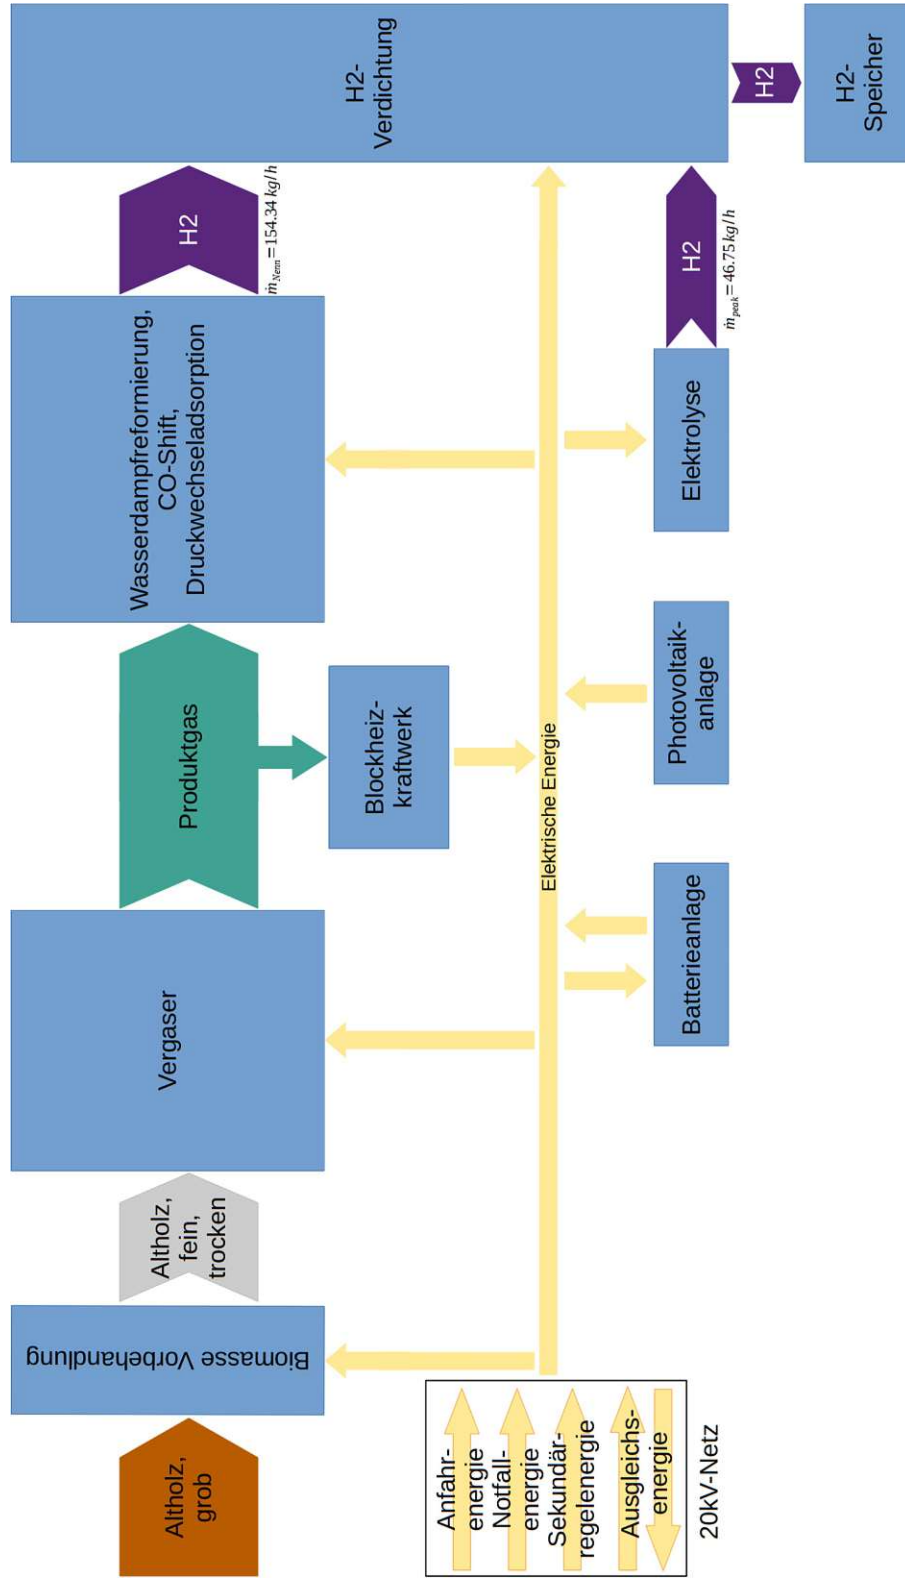 Altholz,
grob
Biomasse Vorbehandlung
Altholz,
fein,
trocken
Vergaser
Produktgas
Blockheiz-
kraftwerk
Wasserdampfreformierung,
CO-Shift,
Druckwechseladsorption
H2
ṁNenn=154.34 kg/h
H2-
Verdichtung
Elektrische Energie
Anfahr-
energie
Notfall-
energie
Sekundär-
regelenergie
Ausgleichs-
energie
20kV-Netz
Batterieanlage
Photovoltaik-
anlage
Elektrolyse
H2
ṁpeak=46.75 kg/h
H2
H2-
Speicher